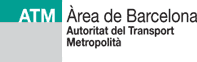 ATM Àrea de Barcelona
Autoritat del Transport
Metropolità